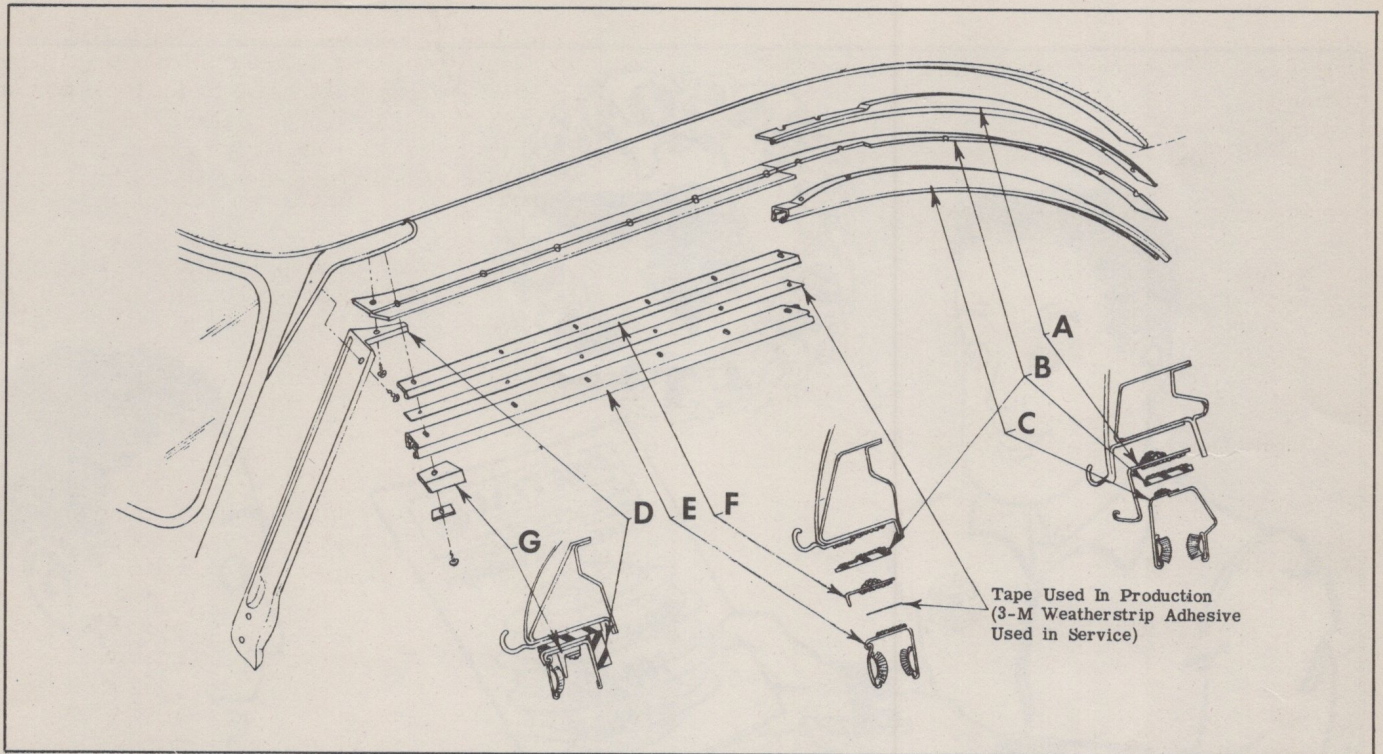 A
B
C
D
E
F
G
Tape Used In Production
(3-M Weatherstrip Adhesive
Used in Service)